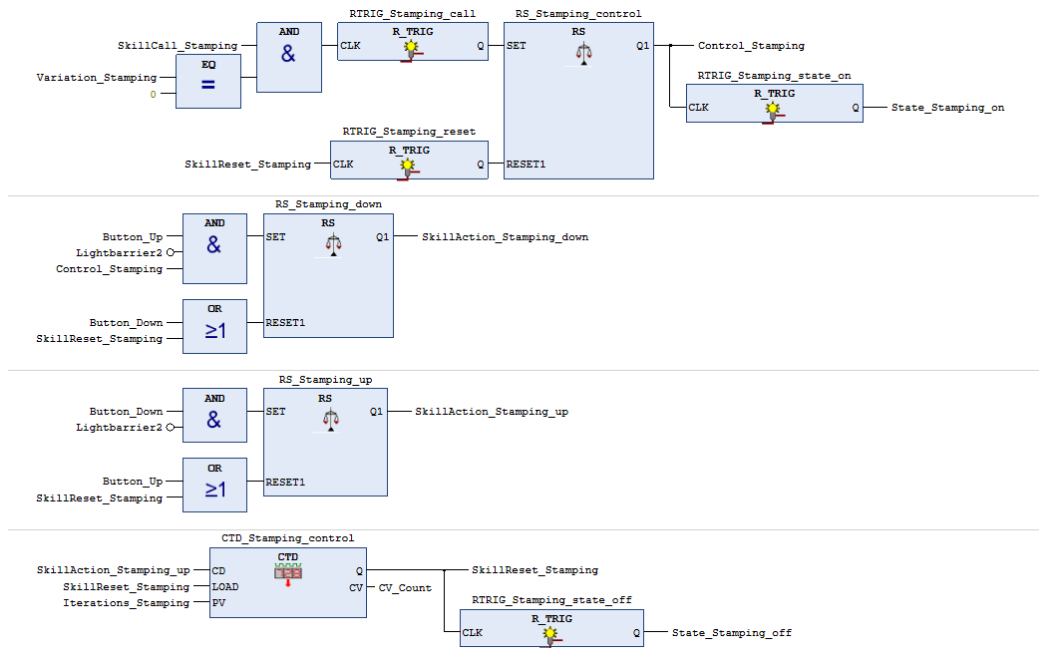 RTRIG_Stamping_call RS_Stamping_control
AND R_TRIG RS
SkillCall_Stamping & CLK Q SET Q1 Control_Stamping
EQ
Variation_Stamping = RTRIG_Stamping_state_on
0 R_TRIG
CLK Q State_Stamping_on
RTRIG_Stamping_reset
R_TRIG
SkillReset_Stamping CLK Q RESET1
RS_Stamping_down
AND RS
Button_Up & SET Q1 SkillAction_Stamping_down
Lightbarrier2
Control_Stamping
OR
Button_Down ≥1 RESET1
SkillReset_Stamping
RS_Stamping_up
AND RS
Button_Down & SET Q1 SkillAction_Stamping_up
Lightbarrier2
OR
Button_Up ≥1 RESET1
SkillReset_Stamping
CTD_Stamping_control
CTD
SkillAction_Stamping_up CD Q SkillReset_Stamping
SkillReset_Stamping LOAD CV CV_Count
Iterations_Stamping PV RTRIG_Stamping_state_off
R_TRIG
CLK Q State_Stamping_off